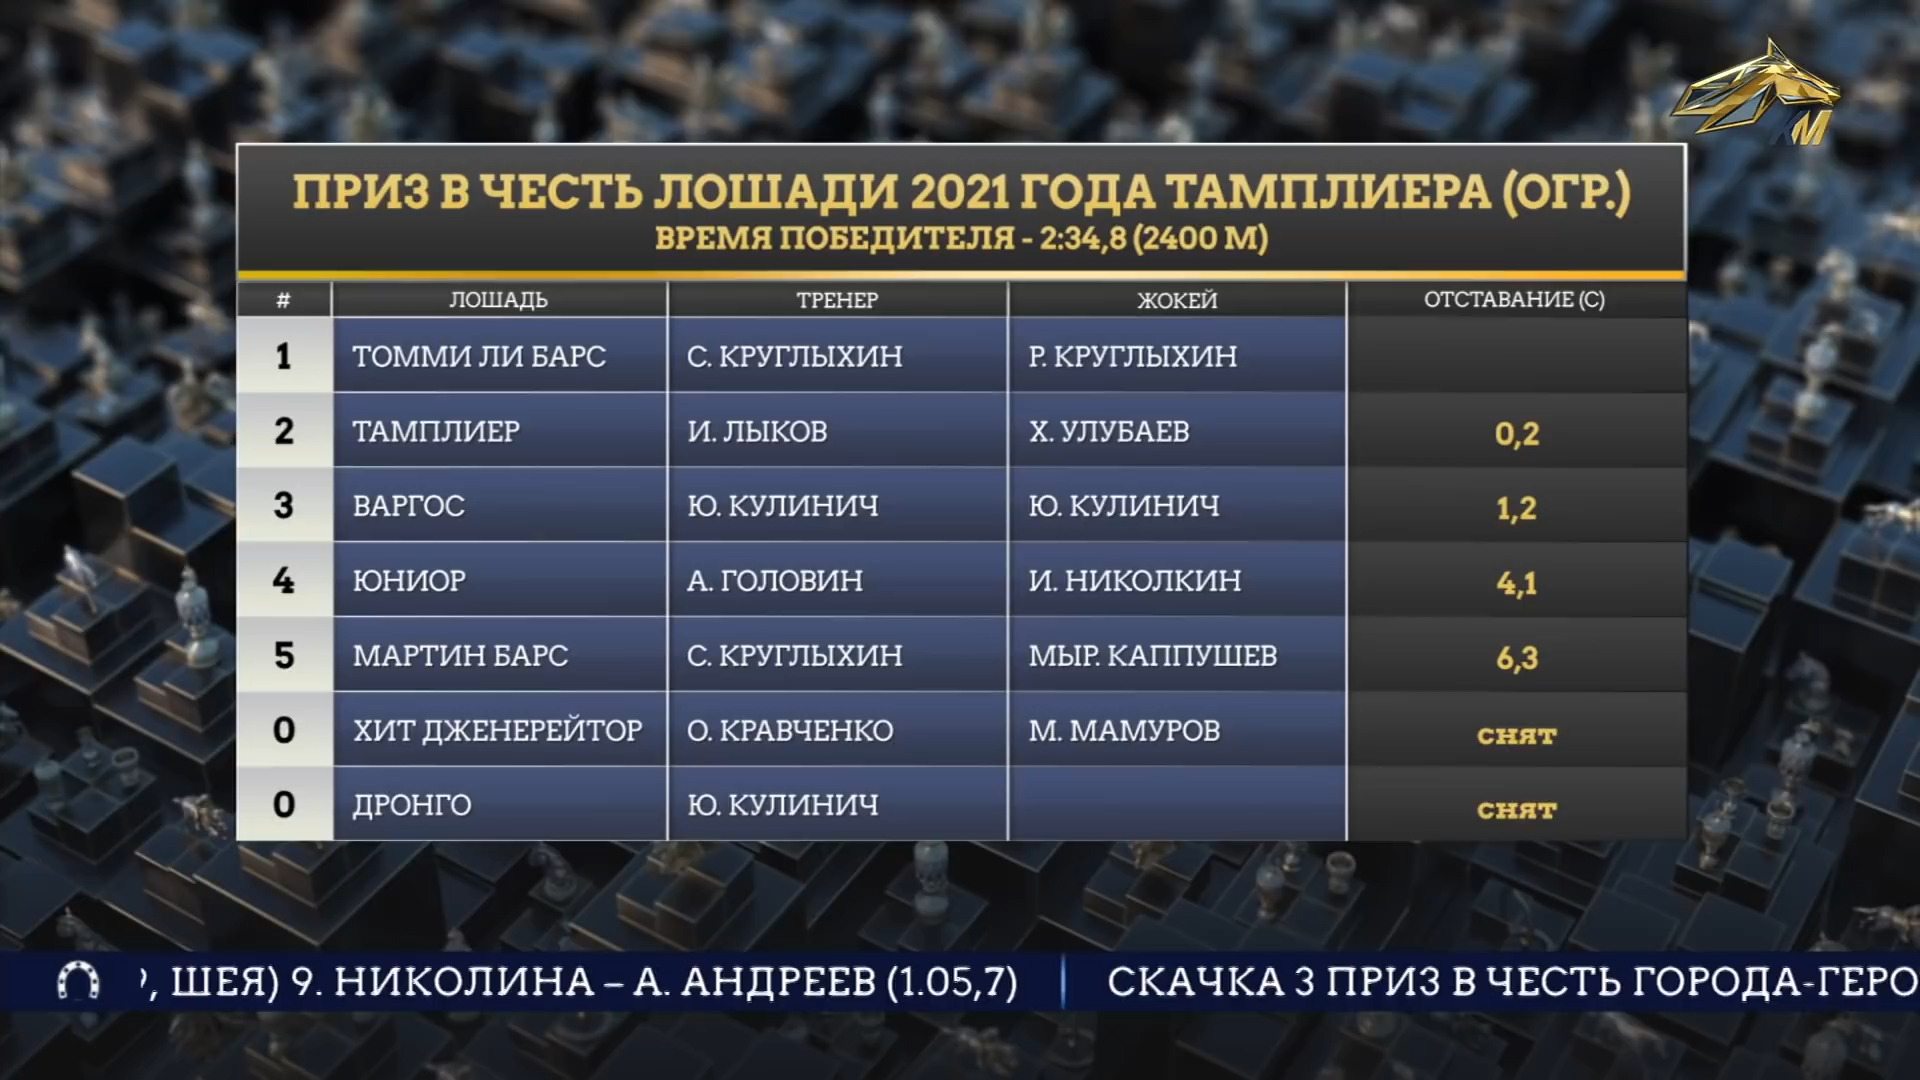 КМ
ПРИЗ В ЧЕСТЬ ЛОШАДИ 2021 ГОДА ТАМПЛИЕРА (ОГР.)
ВРЕМЯ ПОБЕДИТЕЛЯ - 2:34,8 (2400 М)
# ЛОШАДЬ ТРЕНЕР ЖОКЕЙ ОТСТАВАНИЕ (С)
1 ТОММИ ЛИ БАРС С. КРУГЛЫХИН Р. КРУГЛЫХИН
2 ТАМПЛИЕР И. ЛЫКОВ Х. УЛУБАЕВ 0,2
3 ВАРГОС Ю. КУЛИНИЧ Ю. КУЛИНИЧ 1,2
4 ЮНИОР А. ГОЛОВИН И. НИКОЛКИН 4,1
5 МАРТИН БАРС С. КРУГЛЫХИН МЫР. КАППУШЕВ 6,3
0 ХИТ ДЖЕНЕРЕЙТОР О. КРАВЧЕНКО М. МАМУРОВ СНЯТ
0 ДРОНГО Ю. КУЛИНИЧ СНЯТ
, ШЕЯ) 9. НИКОЛИНА – А. АНДРЕЕВ (1.05,7) СКАЧКА 3 ПРИЗ В ЧЕСТЬ ГОРОДА-ГЕРО